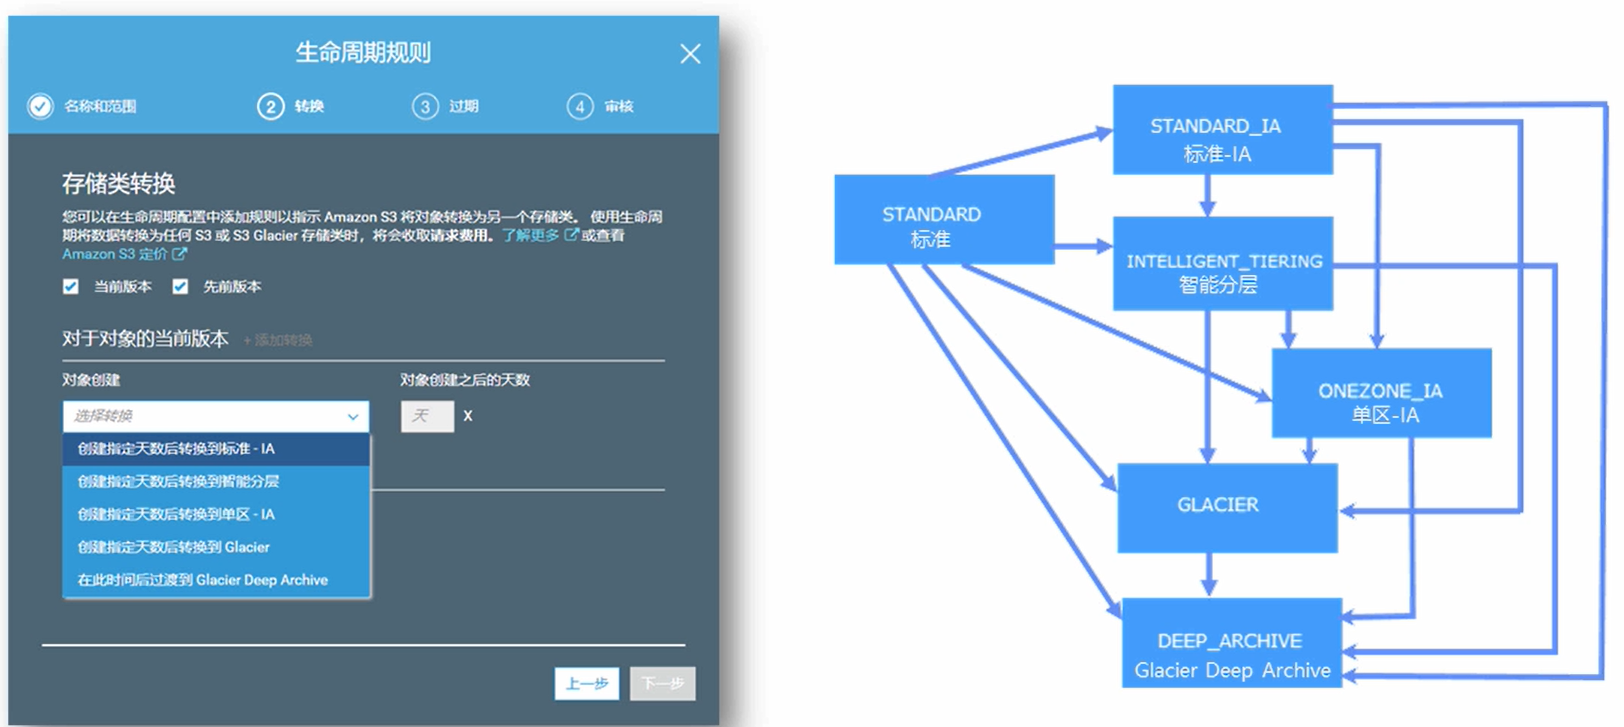 生命周期规则
名称和范围
2 转换
3 过期
4 审核
存储类转换
您可以在生命周期配置中添加规则以指示 Amazon S3 将对象转换为另一个存储类。 使用生命周
期将数据转换为任何 S3 或 S3 Glacier 存储类时，将会收取请求费用。了解更多 或查看
Amazon S3 定价
当前版本 先前版本
对于对象的当前版本 + 添加转换
对象创建 对象创建之后的天数
选择转换 天 X
创建指定天数后转换到标准 - IA
创建指定天数后转换到智能分层
创建指定天数后转换到单区 - IA
创建指定天数后转换到 Glacier
在此时间后过渡到 Glacier Deep Archive
上一步 下一步
STANDARD_IA
标准-IA
STANDARD
标准
INTELLIGENT_TIERING
智能分层
ONEZONE_IA
单区-IA
GLACIER
DEEP_ARCHIVE
Glacier Deep Archive